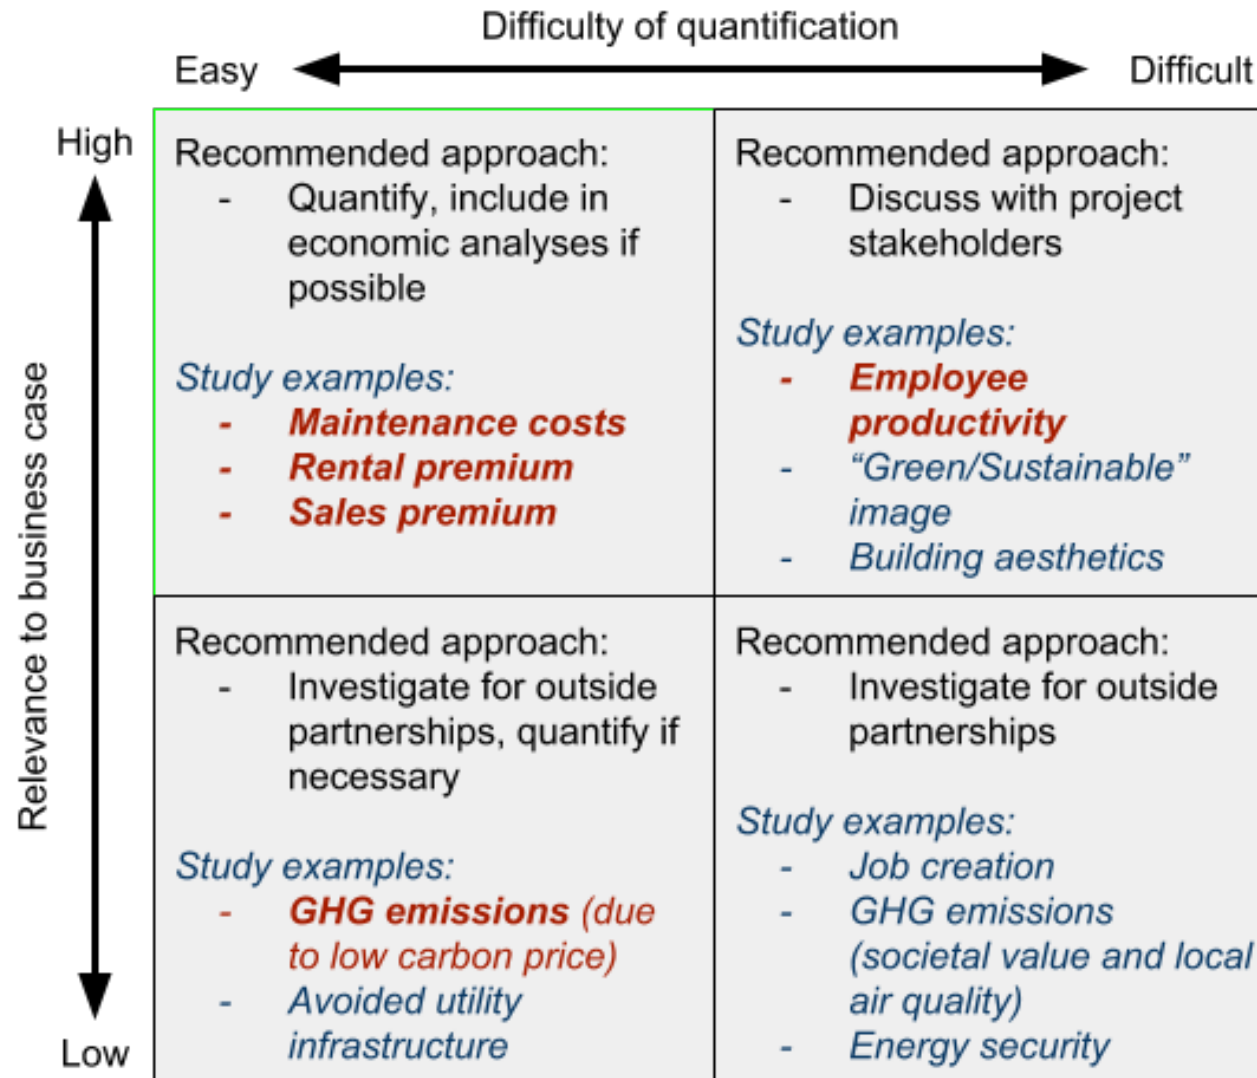 Difficulty of quantification
Easy
Difficult
High
Relevance to business case
Low
Recommended approach:
- Quantify, include in
economic analyses if
possible
Study examples:
- Maintenance costs
- Rental premium
- Sales premium
Recommended approach:
- Discuss with project
stakeholders
Study examples:
- Employee
productivity
- “Green/Sustainable”
image
- Building aesthetics
Recommended approach:
- Investigate for outside
partnerships, quantify if
necessary
Study examples:
- GHG emissions (due
to low carbon price)
- Avoided utility
infrastructure
Recommended approach:
- Investigate for outside
partnerships
Study examples:
- Job creation
- GHG emissions
(societal value and local
air quality)
- Energy security